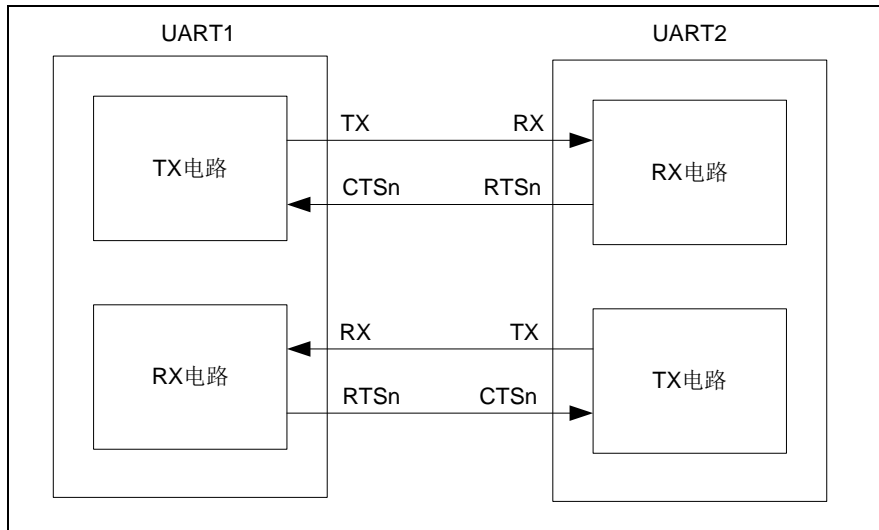 UART1 UART2
TX RX
TX电路 RX电路
CTSn RTSn
RX TX
RX电路 TX电路
RTSn CTSn